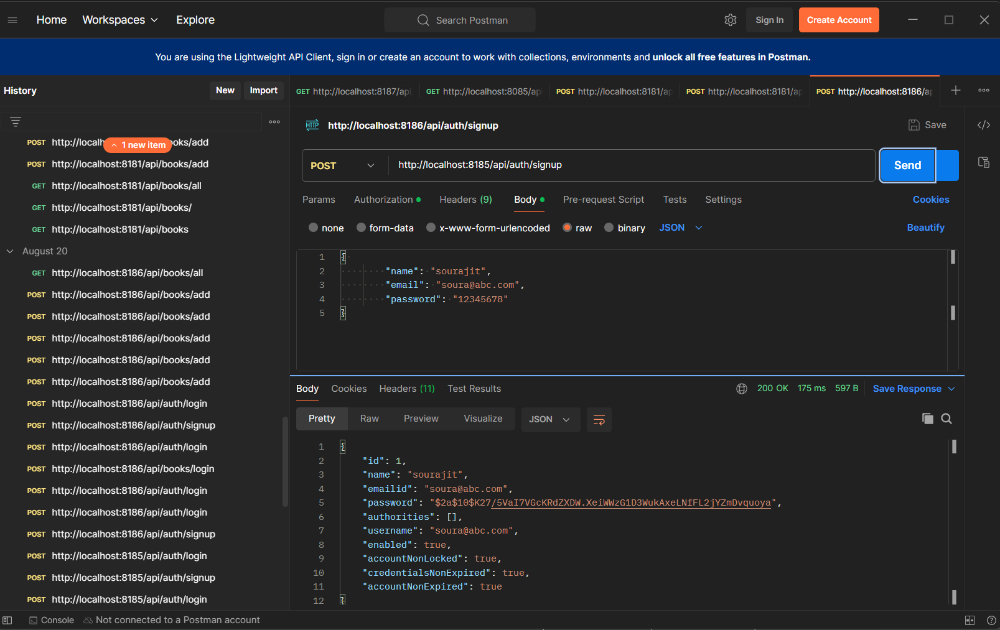 Home Workspaces Explore Search Postman Sign In Create Account
You are using the Lightweight API Client, sign in or create an account to work with collections, environments and unlock all free features in Postman.
History New Import
GET http://localhost:8187/api
GET http://localhost:8085/ap
POST http://localhost:8181/ap
POST http://localhost:8181/ap
POST http://localhost:8186/ap
1 new item
POST http://localh ooks/add
POST http://localhost:8181/api/books/add
GET http://localhost:8181/api/books/all
GET http://localhost:8181/api/books/
GET http://localhost:8181/api/books
August 20
GET http://localhost:8186/api/books/all
POST http://localhost:8186/api/books/add
POST http://localhost:8186/api/books/add
POST http://localhost:8186/api/books/add
POST http://localhost:8186/api/books/add
POST http://localhost:8186/api/books/add
POST http://localhost:8186/api/auth/login
POST http://localhost:8186/api/auth/signup
POST http://localhost:8186/api/auth/login
POST http://localhost:8186/api/books/login
POST http://localhost:8186/api/auth/login
POST http://localhost:8186/api/auth/login
POST http://localhost:8186/api/auth/signup
POST http://localhost:8185/api/auth/login
POST http://localhost:8185/api/auth/signup
POST http://localhost:8185/api/auth/login
HTTP http://localhost:8186/api/auth/signup Save
POST http://localhost:8185/api/auth/signup Send
Params Authorization Headers (9) Body Pre-request Script Tests Settings Cookies
none form-data x-www-form-urlencoded raw binary JSON Beautify
1 {
2 "name": "sourajit",
3 "email": "soura@abc.com",
4 "password": "12345678"
5 }
Body Cookies Headers (11) Test Results 200 OK 175 ms 597 B Save Response
Pretty Raw Preview Visualize JSON
1 {
2 "id": 1,
3 "name": "sourajit",
4 "emailid": "soura@abc.com",
5 "password": "$2a$10$K27/5VaI7VGcKRdZXDW.XeiWWzG1D3WukAxeLNfFL2jYZmDvquoya",
6 "authorities": [],
7 "username": "soura@abc.com",
8 "enabled": true,
9 "accountNonLocked": true,
10 "credentialsNonExpired": true,
11 "accountNonExpired": true
12 }
Console Not connected to a Postman account